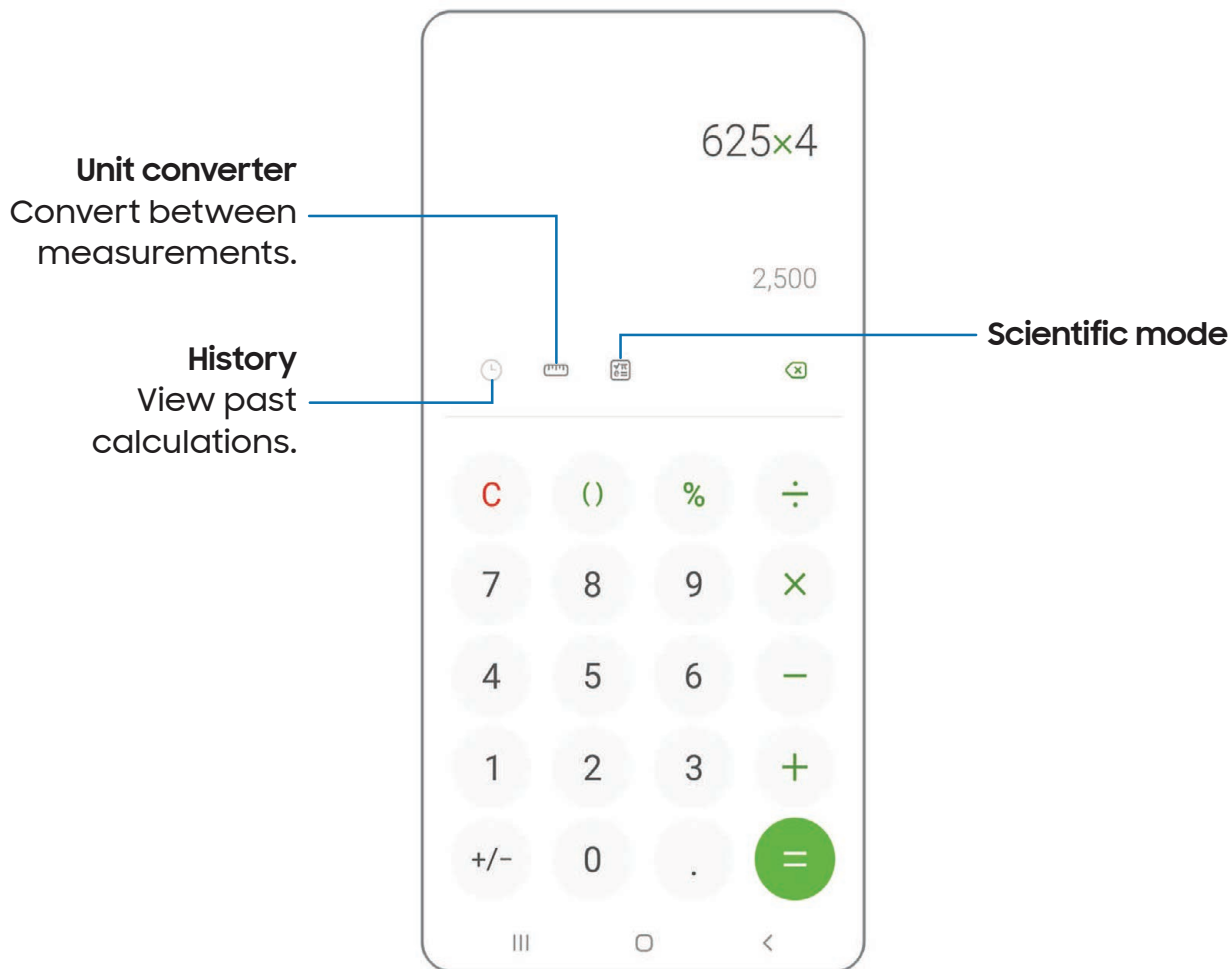 625×4
Unit converter
Convert between
measurements.
2,500
Scientific mode
History
View past
calculations.
C () % ÷
7 8 9 ×
4 5 6 −
1 2 3 +
+/− 0 . =